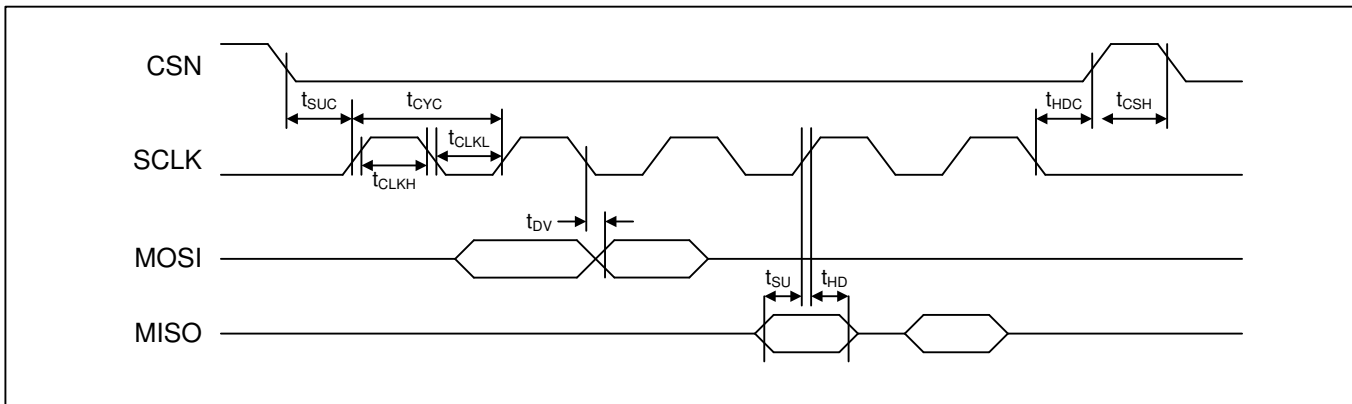 CSN
tSUC
tCYC
tHDC
tCSH
SCLK
tCLKL
tCLKH
tDV
MOSI
tSU
tHD
MISO